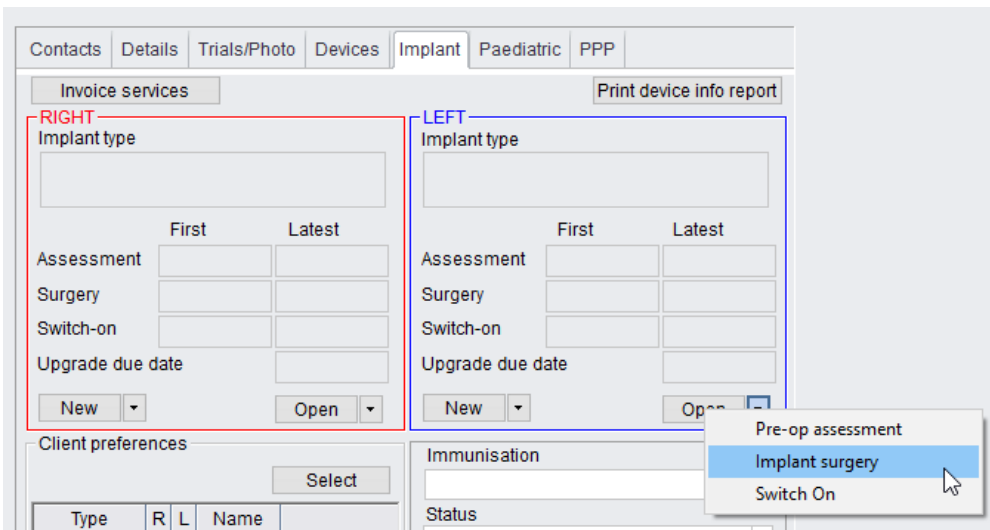 Contacts Details Trials/Photo Devices Implant Paediatric PPP
Invoice services Print device info report
RIGHT
Implant type
First Latest
Assessment
Surgery
Switch-on
Upgrade due date
New Open
LEFT
Implant type
First Latest
Assessment
Surgery
Switch-on
Upgrade due date
New Open
Pre-op assessment
Implant surgery
Switch On
Client preferences
Select
Type R L Name
Immunisation
Status